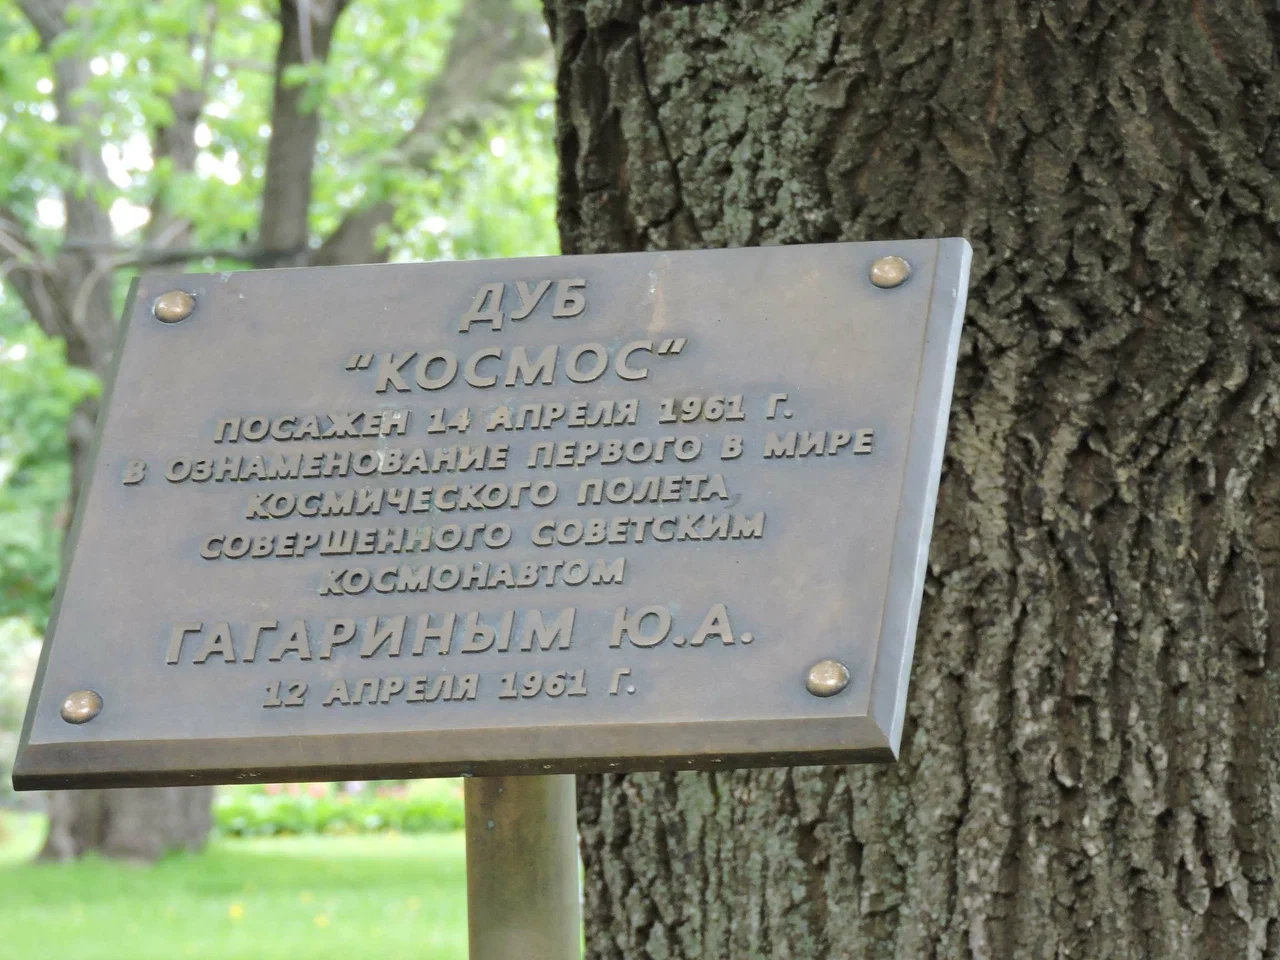 ДУБ
"КОСМОС"
ПОСАЖЕН 14 АПРЕЛЯ 1961 Г.
В ОЗНАМЕНОВАНИЕ ПЕРВОГО В МИРЕ
КОСМИЧЕСКОГО ПОЛЕТА
СОВЕРШЕННОГО СОВЕТСКИМ
КОСМОНАВТОМ
ГАГАРИНЫМ Ю.А.
12 АПРЕЛЯ 1961 Г.